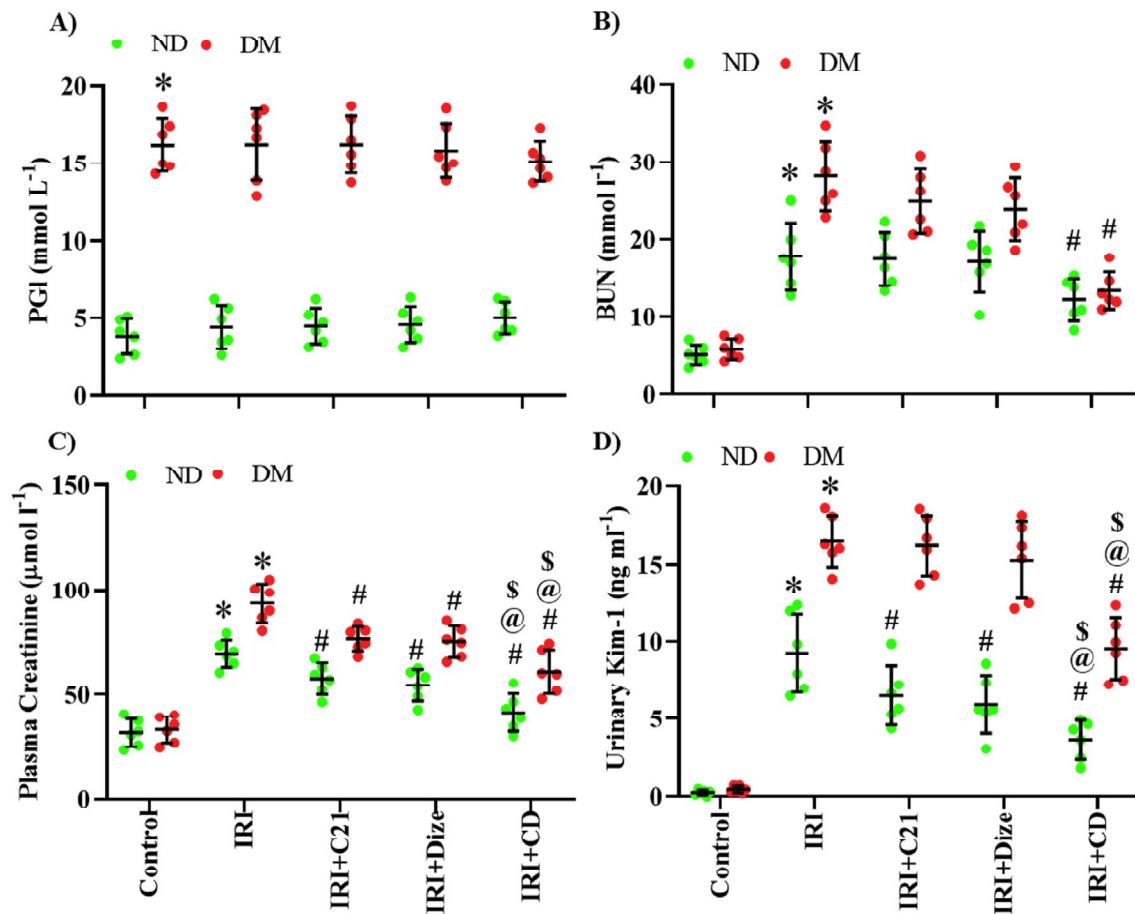 A)
ND DM
PGl (mmol L-1)
20
15
10
5
0
*
B)
ND DM
BUN (mmol l-1)
40
30
20
10
0
* * # #
C)
ND DM
Plasma Creatinine (µmol l-1)
150
100
50
0
* * # # # #
$ @ #
$ @ #
Control
IRI
IRI+C21
IRI+Dize
IRI+CD
D)
ND DM
Urinary Kim-1 (ng ml-1)
20
15
10
5
0
* * # #
$ @ #
$ @ #
Control
IRI
IRI+C21
IRI+Dize
IRI+CD